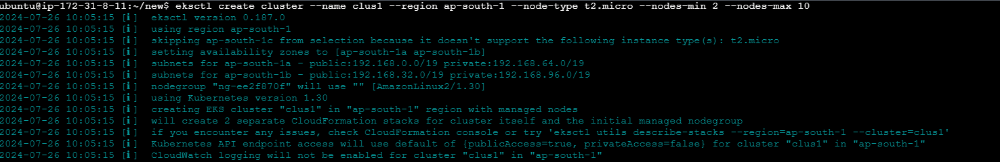 ubuntu@ip-172-31-8-11:~/new$ eksctl create cluster --name clus1 --region ap-south-1 --node-type t2.micro --nodes-min 2 --nodes-max 10
2024-07-26 10:05:15 [ℹ]  eksctl version 0.187.0
2024-07-26 10:05:15 [ℹ]  using region ap-south-1
2024-07-26 10:05:15 [ℹ]  skipping ap-south-1c from selection because it doesn't support the following instance type(s): t2.micro
2024-07-26 10:05:15 [ℹ]  setting availability zones to [ap-south-1a ap-south-1b]
2024-07-26 10:05:15 [ℹ]  subnets for ap-south-1a - public:192.168.0.0/19 private:192.168.64.0/19
2024-07-26 10:05:15 [ℹ]  subnets for ap-south-1b - public:192.168.32.0/19 private:192.168.96.0/19
2024-07-26 10:05:15 [ℹ]  nodegroup "ng-ee2f870f" will use "" [AmazonLinux2/1.30]
2024-07-26 10:05:15 [ℹ]  using Kubernetes version 1.30
2024-07-26 10:05:15 [ℹ]  creating EKS cluster "clus1" in "ap-south-1" region with managed nodes
2024-07-26 10:05:15 [ℹ]  will create 2 separate CloudFormation stacks for cluster itself and the initial managed nodegroup
2024-07-26 10:05:15 [ℹ]  if you encounter any issues, check CloudFormation console or try 'eksctl utils describe-stacks --region=ap-south-1 --cluster=clus1'
2024-07-26 10:05:15 [ℹ]  Kubernetes API endpoint access will use default of {publicAccess=true, privateAccess=false} for cluster "clus1" in "ap-south-1"
2024-07-26 10:05:15 [ℹ]  CloudWatch logging will not be enabled for cluster "clus1" in "ap-south-1"